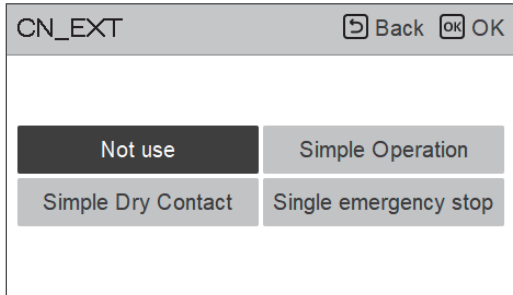 CN_EXT Back OK OK
Not use Simple Operation
Simple Dry Contact Single emergency stop